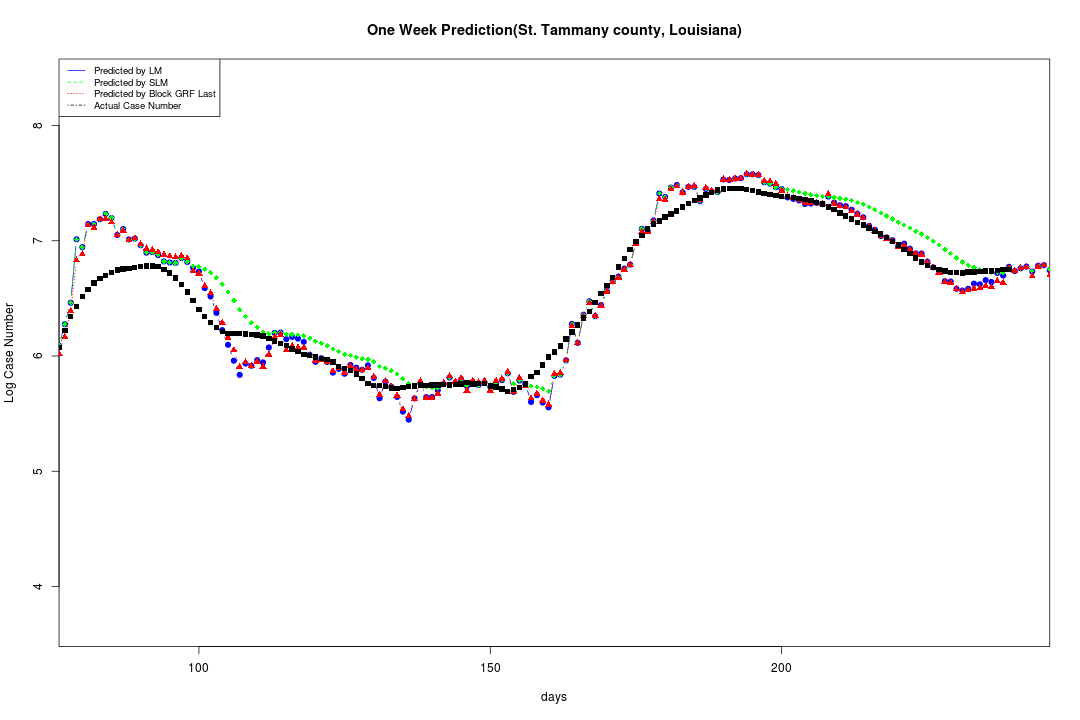 One Week Prediction(St. Tammany county, Louisiana)
Predicted by LM
Predicted by SLM
Predicted by Block GRF Last
Actual Case Number
8
7
6
5
4
Log Case Number
100 150 200
days